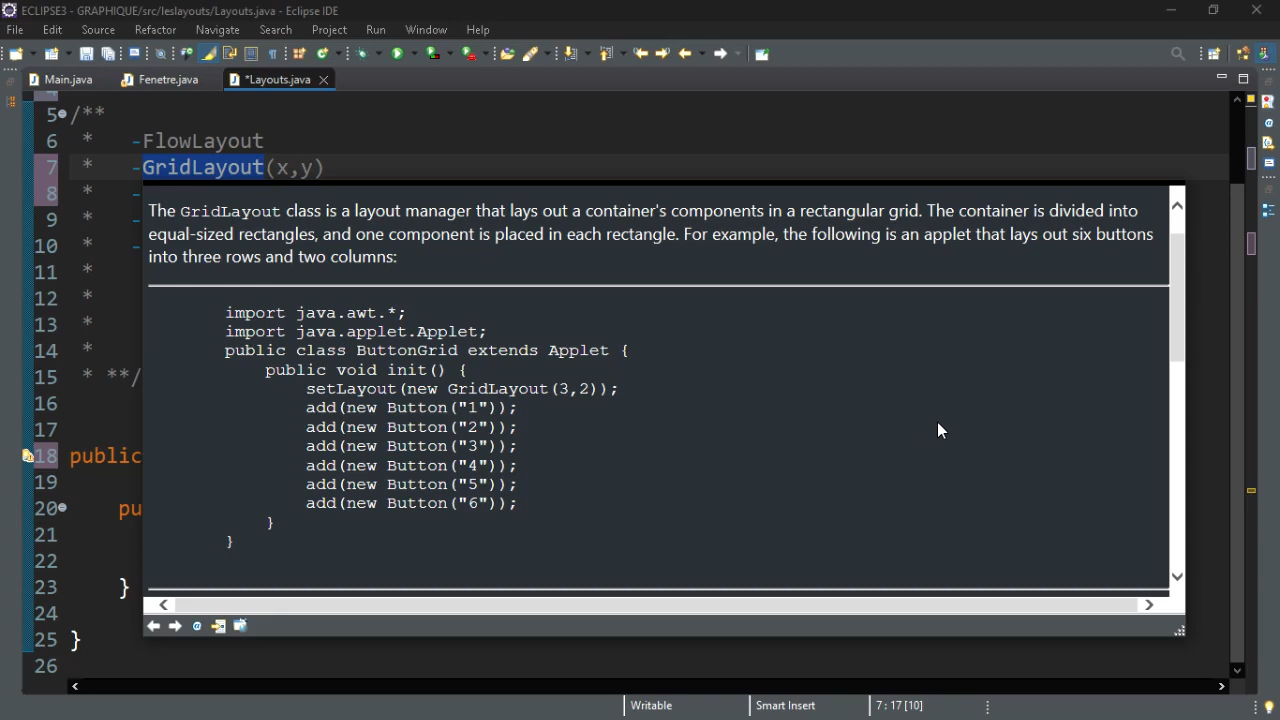 ECLIPSE3 - GRAPHIQUE/src/leslayouts/Layouts.java - Eclipse IDE
File Edit Source Refactor Navigate Search Project Run Window Help
Main.java Fenetre.java *Layouts.java
4
5 /**
6 * -FlowLayout
7 * -GridLayout(x,y)
8 * -
9 * -
10 * -
11 *
12 *
13 *
14 *
15 * **/
16
17
18 public
19
20 pu
21
22
23 }
24
25 }
26
The GridLayout class is a layout manager that lays out a container's components in a rectangular grid. The container is divided into
equal-sized rectangles, and one component is placed in each rectangle. For example, the following is an applet that lays out six buttons
into three rows and two columns:
import java.awt.*;
import java.applet.Applet;
public class ButtonGrid extends Applet {
public void init() {
setLayout(new GridLayout(3,2));
add(new Button("1"));
add(new Button("2"));
add(new Button("3"));
add(new Button("4"));
add(new Button("5"));
add(new Button("6"));
}
}
Writable Smart Insert 7 : 17 [10]